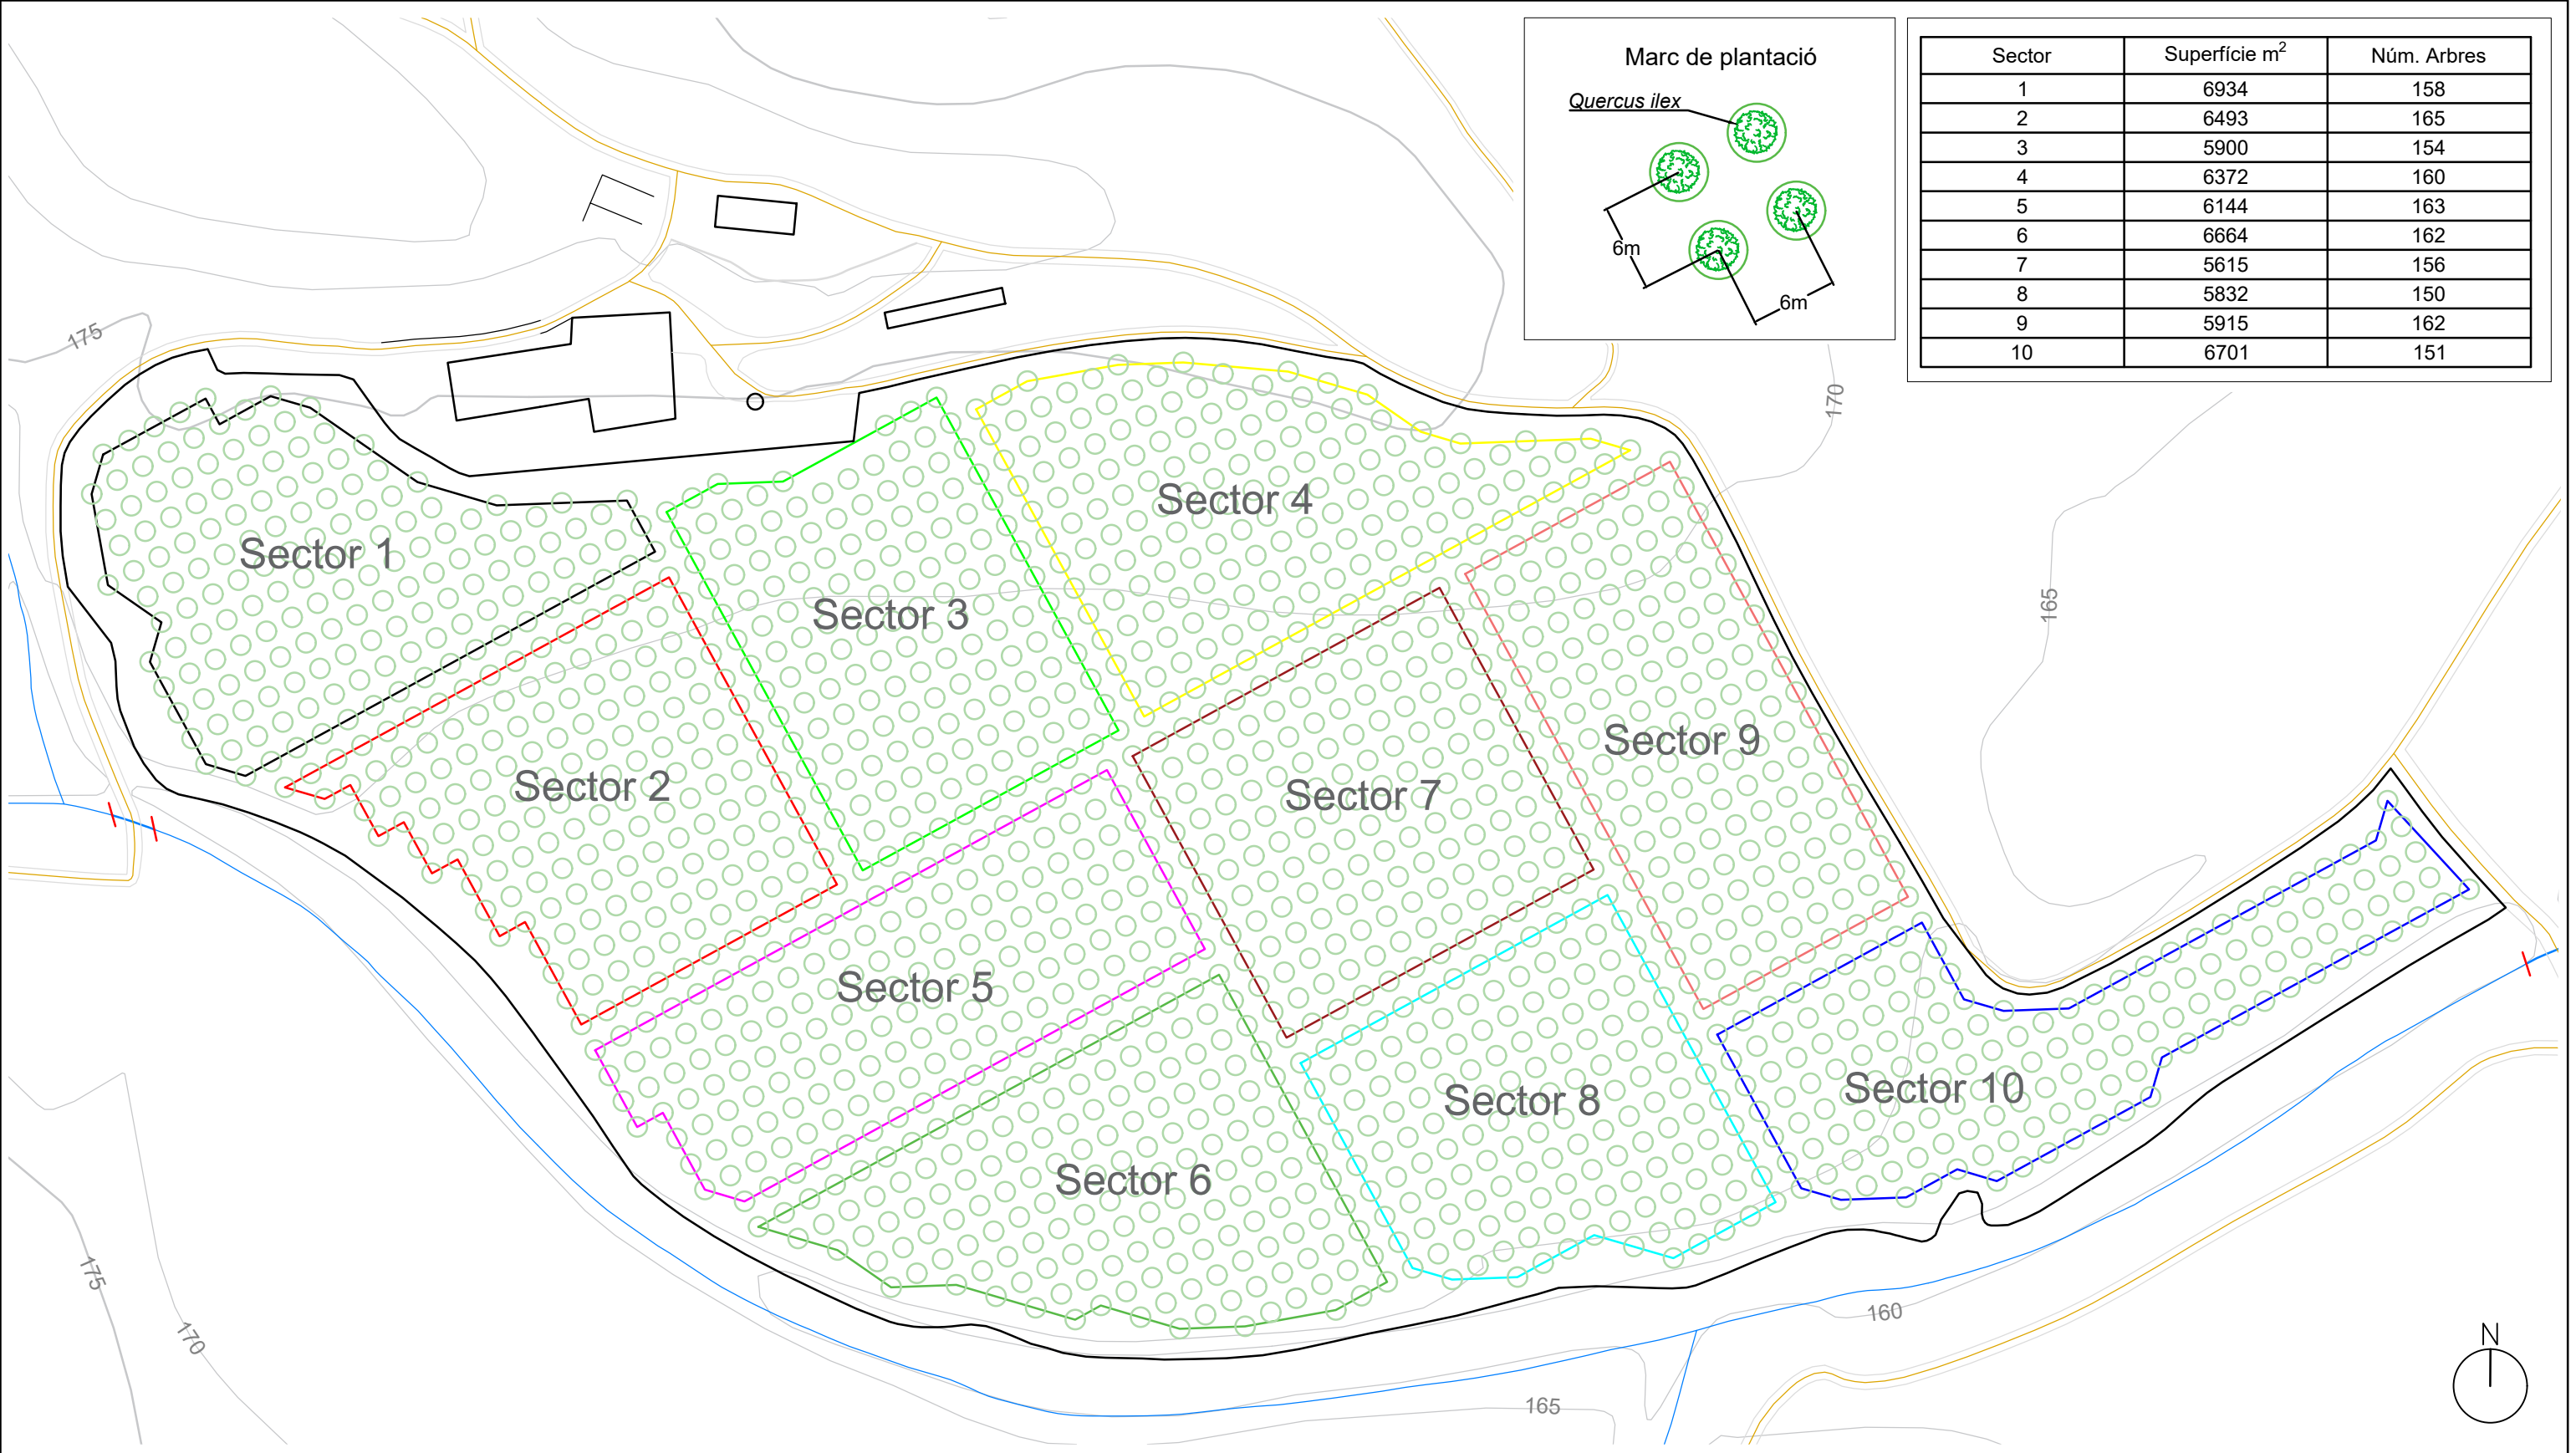 Marc de plantació
Quercus ilex
6m
6m
Sector Superfície m² Núm. Arbres
1 6934 158
2 6493 165
3 5900 154
4 6372 160
5 6144 163
6 6664 162
7 5615 156
8 5832 150
9 5915 162
10 6701 151
175
170
165
Sector 4
Sector 1
Sector 3
Sector 9
Sector 2
Sector 7
Sector 5
Sector 10
Sector 8
Sector 6
175
170
160
165
N